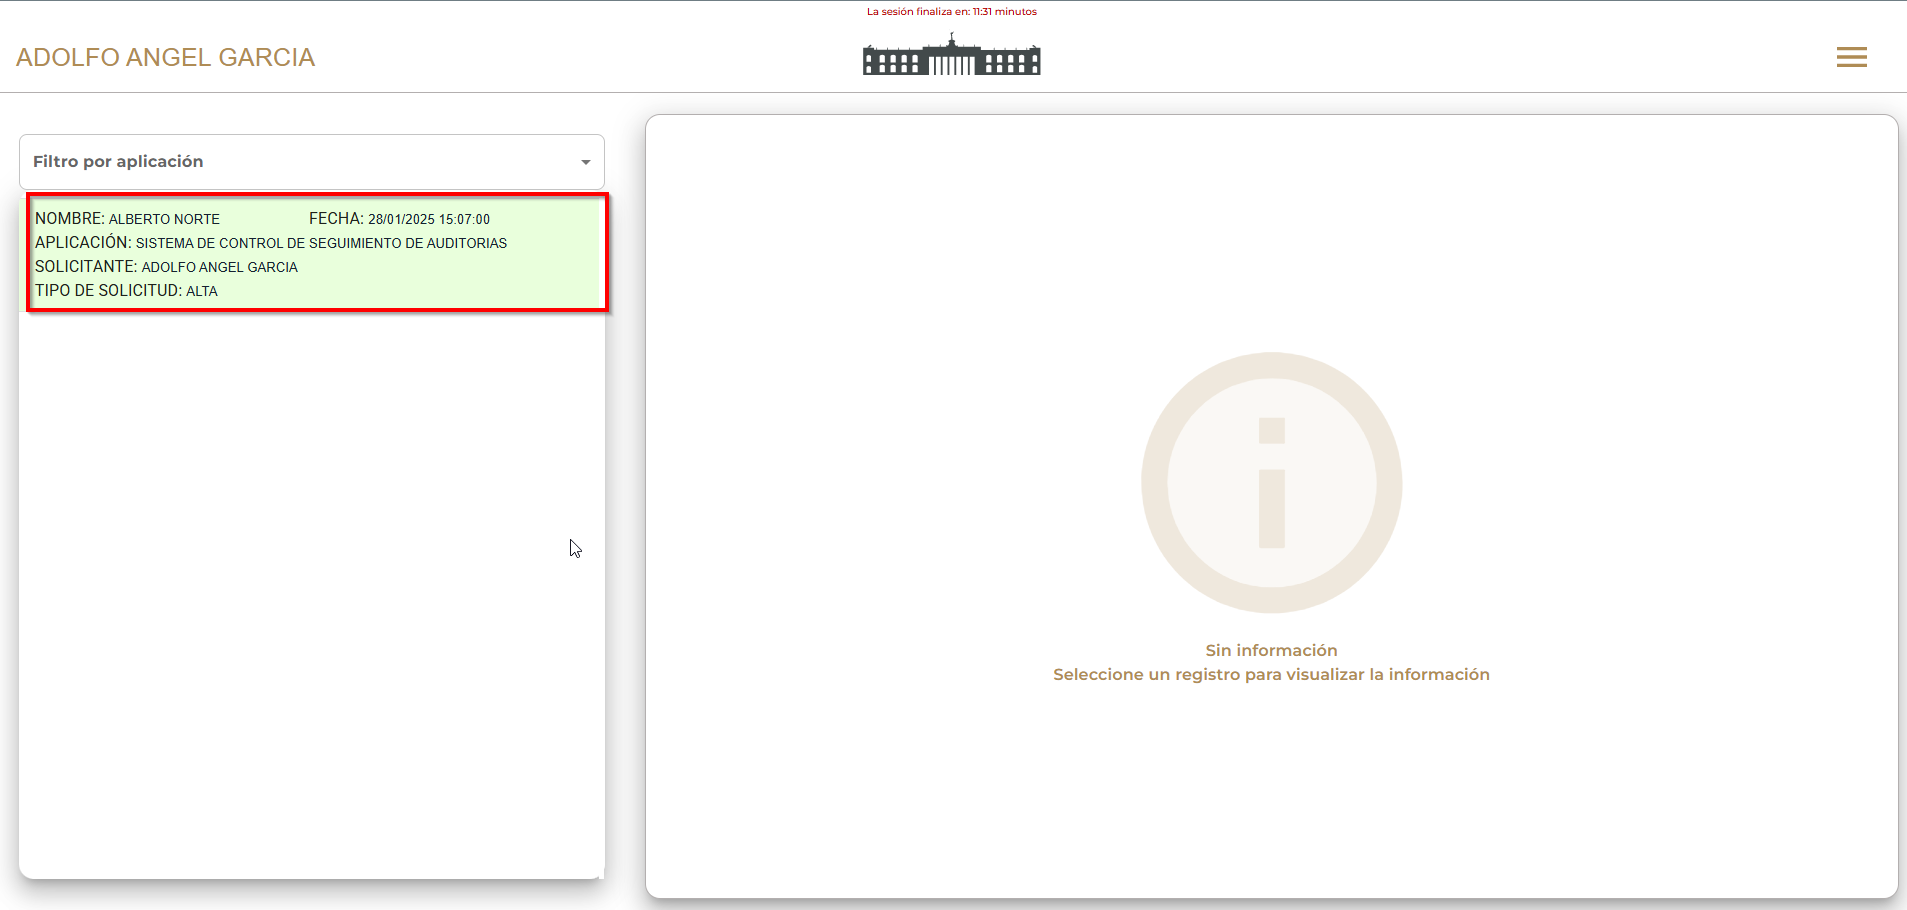 La sesión finaliza en: 11:31 minutos
ADOLFO ANGEL GARCIA
Filtro por aplicación
NOMBRE: ALBERTO NORTE FECHA: 28/01/2025 15:07:00
APLICACIÓN: SISTEMA DE CONTROL DE SEGUIMIENTO DE AUDITORIAS
SOLICITANTE: ADOLFO ANGEL GARCIA
TIPO DE SOLICITUD: ALTA
Sin información
Seleccione un registro para visualizar la información